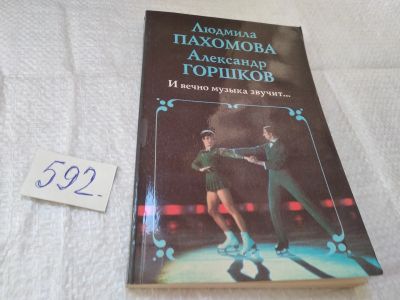 Людмила
ПАХОМОВА
Александр
ГОРШКОВ
И вечно музыка звучит...
592.